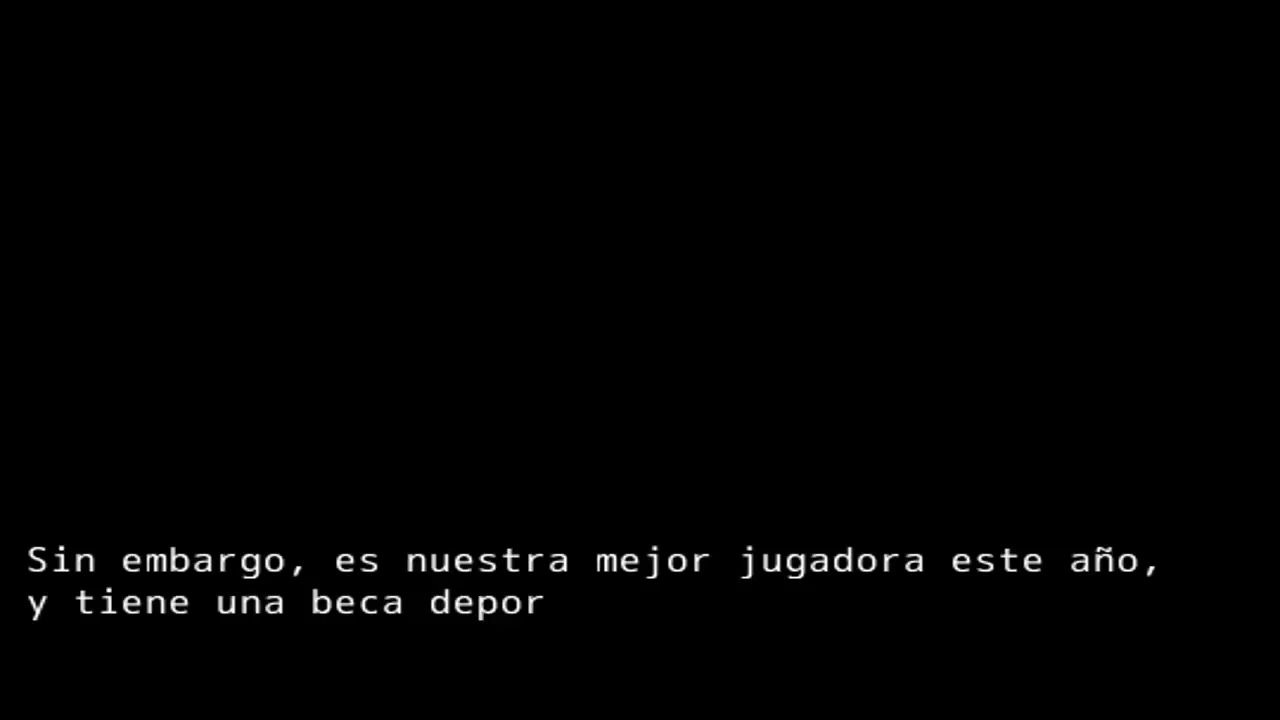 Sin embargo, es nuestra mejor jugadora este año,
y tiene una beca depor